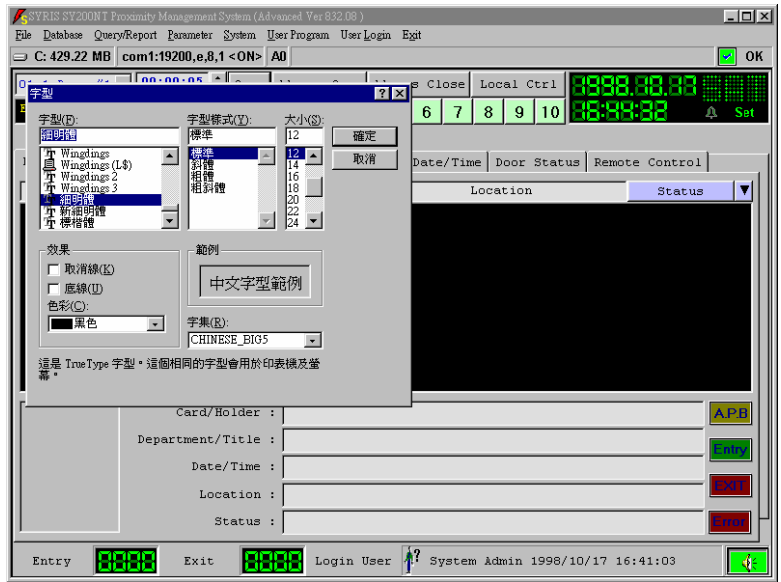 SYRIS SY200NT Proximity Management System (Advanced Ver 832.08 )
File Database Query/Report Parameter System User Program User Login Exit
C: 429.22 MB com1:19200,e,8,1 <ON> A0 OK
00:00:05 Close Local Ctrl
字型
6 7 8 9 10 Set
字型(F): 字型樣式(Y): 大小(S):
細明體 標準 12 確定
Wingdings 標準 12 取消
Wingdings (L$) 斜體 14
Wingdings 2 粗體 16
Wingdings 3 粗斜體 18
細明體 20
新細明體 22
標楷體 24
Date/Time Door Status Remote Control
Location Status
效果 範例
取消線(K)
底線(U)
中文字型範例
色彩(C):
黑色
字集(R):
CHINESE_BIG5
這是 TrueType 字型。這個相同的字型會用於印表機及螢
幕。
Card/Holder : A.P.B
Department/Title : Entry
Date/Time :
Location : EXIT
Status : Error
Entry 8888 Exit 8888 Login User System Admin 1998/10/17 16:41:03